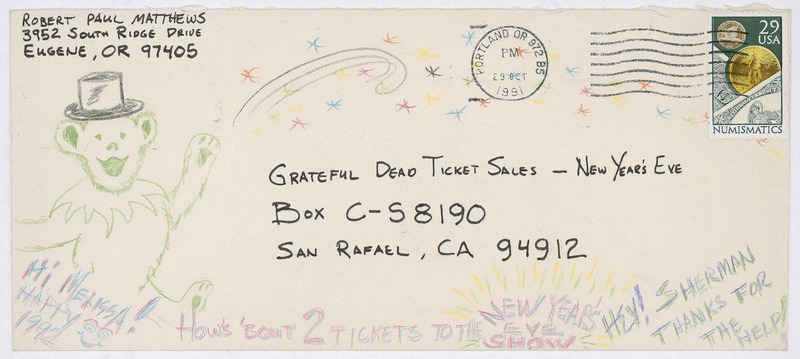 ROBERT PAUL MATTHEWS
3952 SOUTH RIDGE DRIVE
EUGENE, OR 97405
PORTLAND OR 972 B5
PM
29 OCT
1991
29
USA
NUMISMATICS
GRATEFUL DEAD TICKET SALES – NEW YEAR'S EVE
BOX C-S8190
SAN RAFAEL, CA 94912
Hi MELISSA!
HAPPY
1992
HOW'S 'BOUT 2 TICKETS TO THE NEW YEAR'S
EVE
SHOW
HEY! SHERMAN
THANKS FOR
THE HELP!